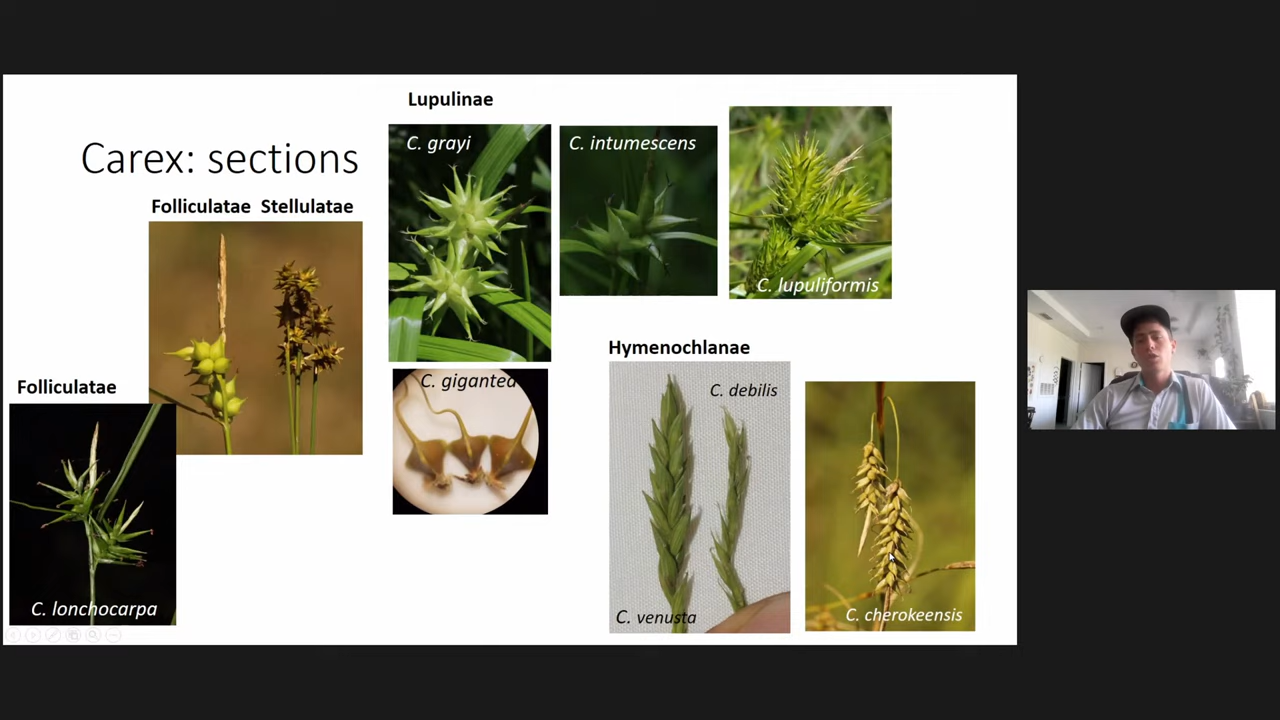 Carex: sections
Lupulinae
C. grayi
C. intumescens
C. lupuliformis
Folliculatae Stellulatae
Hymenochlanae
Folliculatae
C. gigantea
C. debilis
C. lonchocarpa
C. venusta
C. cherokeensis